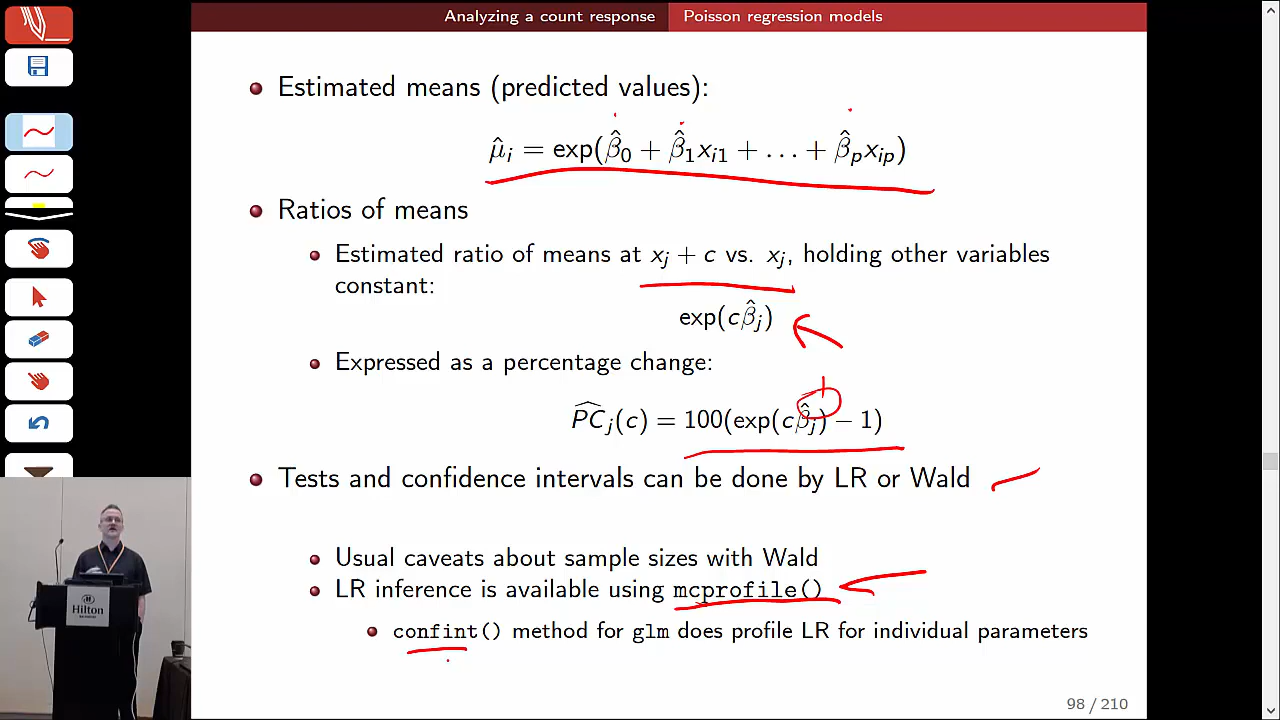 Analyzing a count response Poisson regression models
Estimated means (predicted values):
μ̂ᵢ = exp(β̂₀ + β̂₁xᵢ₁ + … + β̂ₚxᵢₚ)
Ratios of means
Estimated ratio of means at xⱼ + c vs. xⱼ, holding other variables
constant:
exp(cβ̂ⱼ)
Expressed as a percentage change:
P̂Cⱼ(c) = 100(exp(cβ̂ⱼ) − 1)
Tests and confidence intervals can be done by LR or Wald
Usual caveats about sample sizes with Wald
LR inference is available using mcprofile()
confint() method for glm does profile LR for individual parameters
98 / 210
Hilton